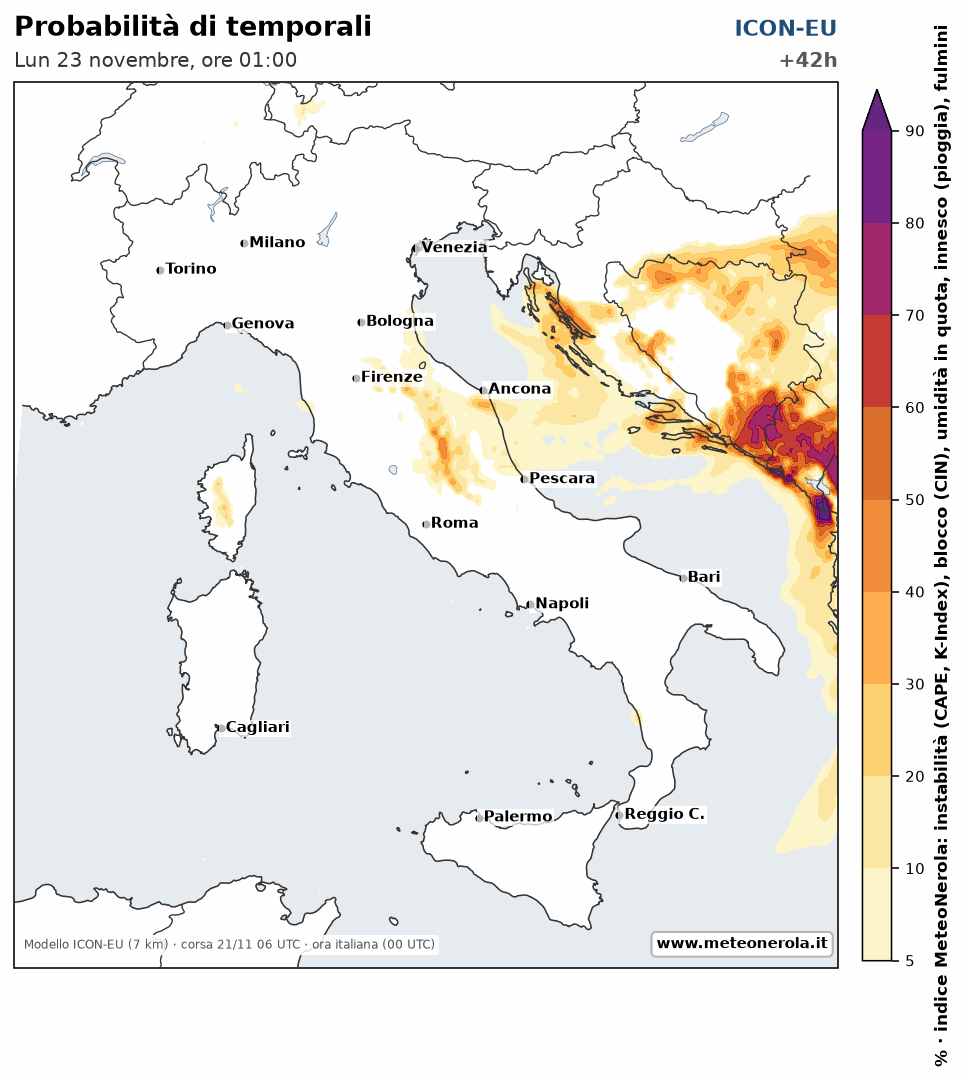 Probabilità di temporali
ICON-EU
Lun 23 novembre, ore 01:00
+42h
Milano
Venezia
Torino
Genova
Bologna
Firenze
Ancona
Pescara
Roma
Bari
Napoli
Cagliari
Palermo
Reggio C.
Modello ICON-EU (7 km) · corsa 21/11 06 UTC · ora italiana (00 UTC)
www.meteonerola.it
90
80
70
60
50
40
30
20
10
5
% · indice MeteoNerola: instabilità (CAPE, K-Index), blocco (CIN), umidità in quota, innesco (pioggia), fulmini